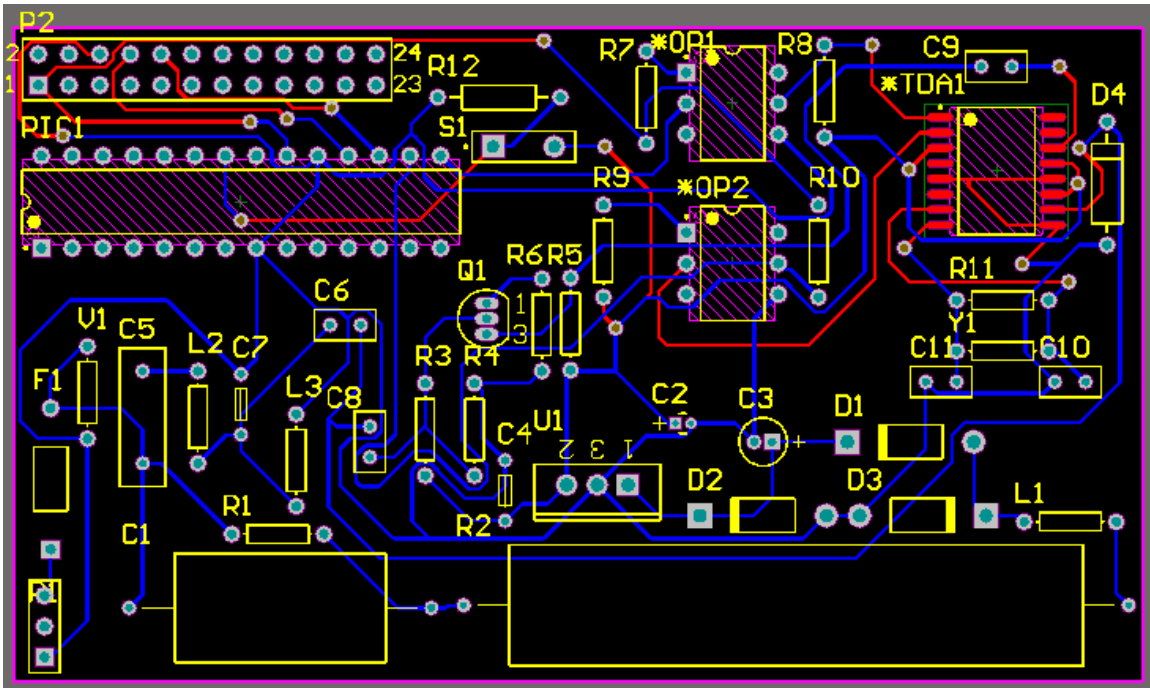 P2
2
24
1
23
R12
R7
*OP1
R8
C9
*TDA1
D4
PIC1
S1
R9
*OP2
R10
Q1
R6
R5
1
3
C6
R11
V1
C5
L2
C7
R3
R4
Y1
C11
C10
F1
L3
C8
C4
U1
2 3 1
C2
+
C3
+
D1
D2
D3
L1
R1
R2
C1
P1